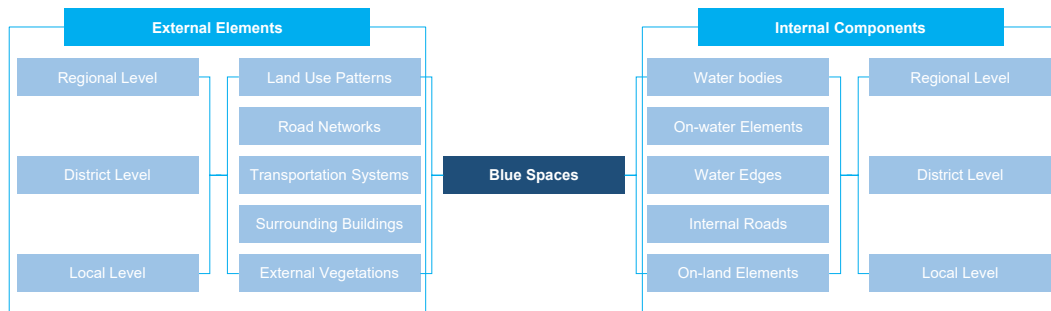 External Elements
Internal Components
Regional Level
Land Use Patterns
Water bodies
Regional Level
Road Networks
On-water Elements
District Level
Transportation Systems
Blue Spaces
Water Edges
District Level
Surrounding Buildings
Internal Roads
Local Level
External Vegetations
On-land Elements
Local Level